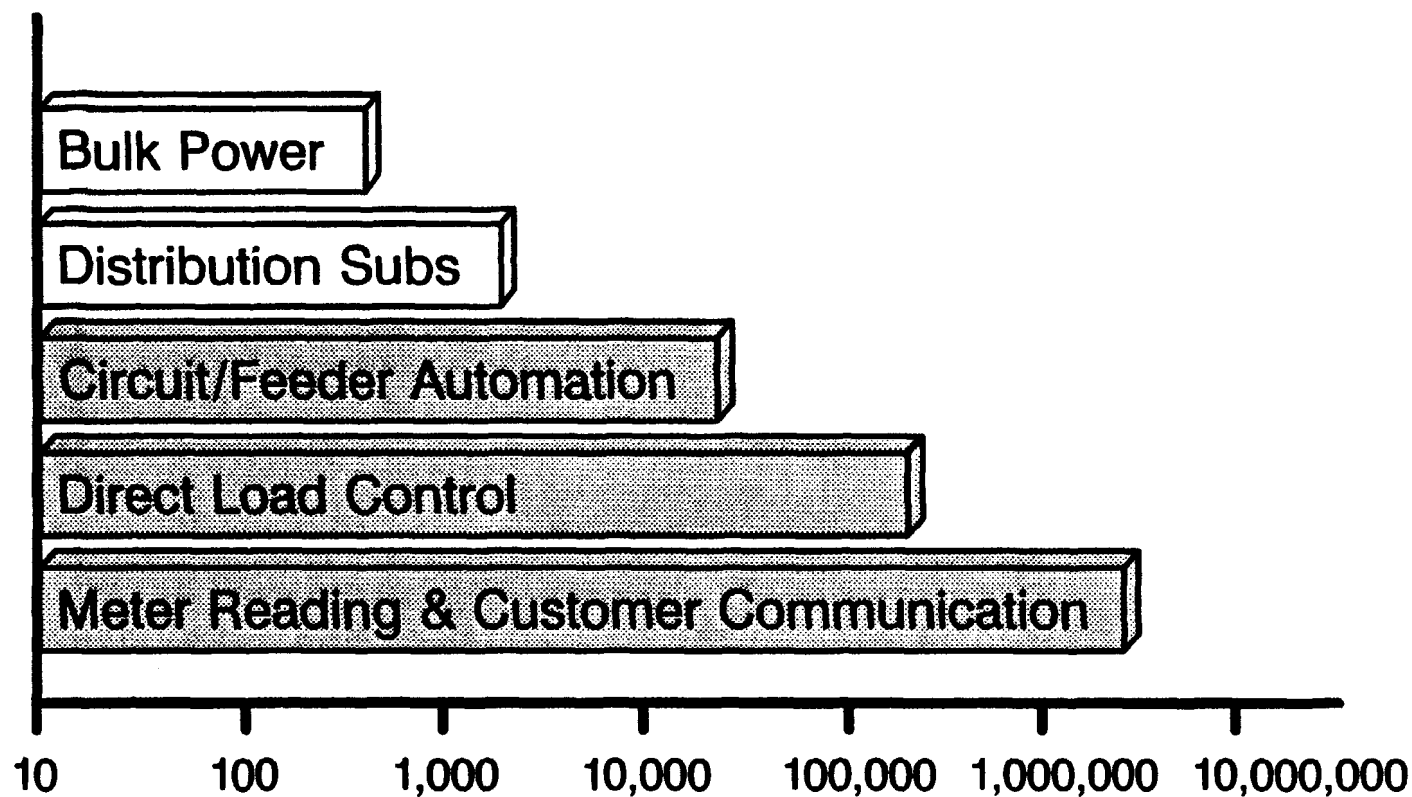 Bulk Power
Distribution Subs
Circuit/Feeder Automation
Direct Load Control
Meter Reading & Customer Communication
10 100 1,000 10,000 100,000 1,000,000 10,000,000